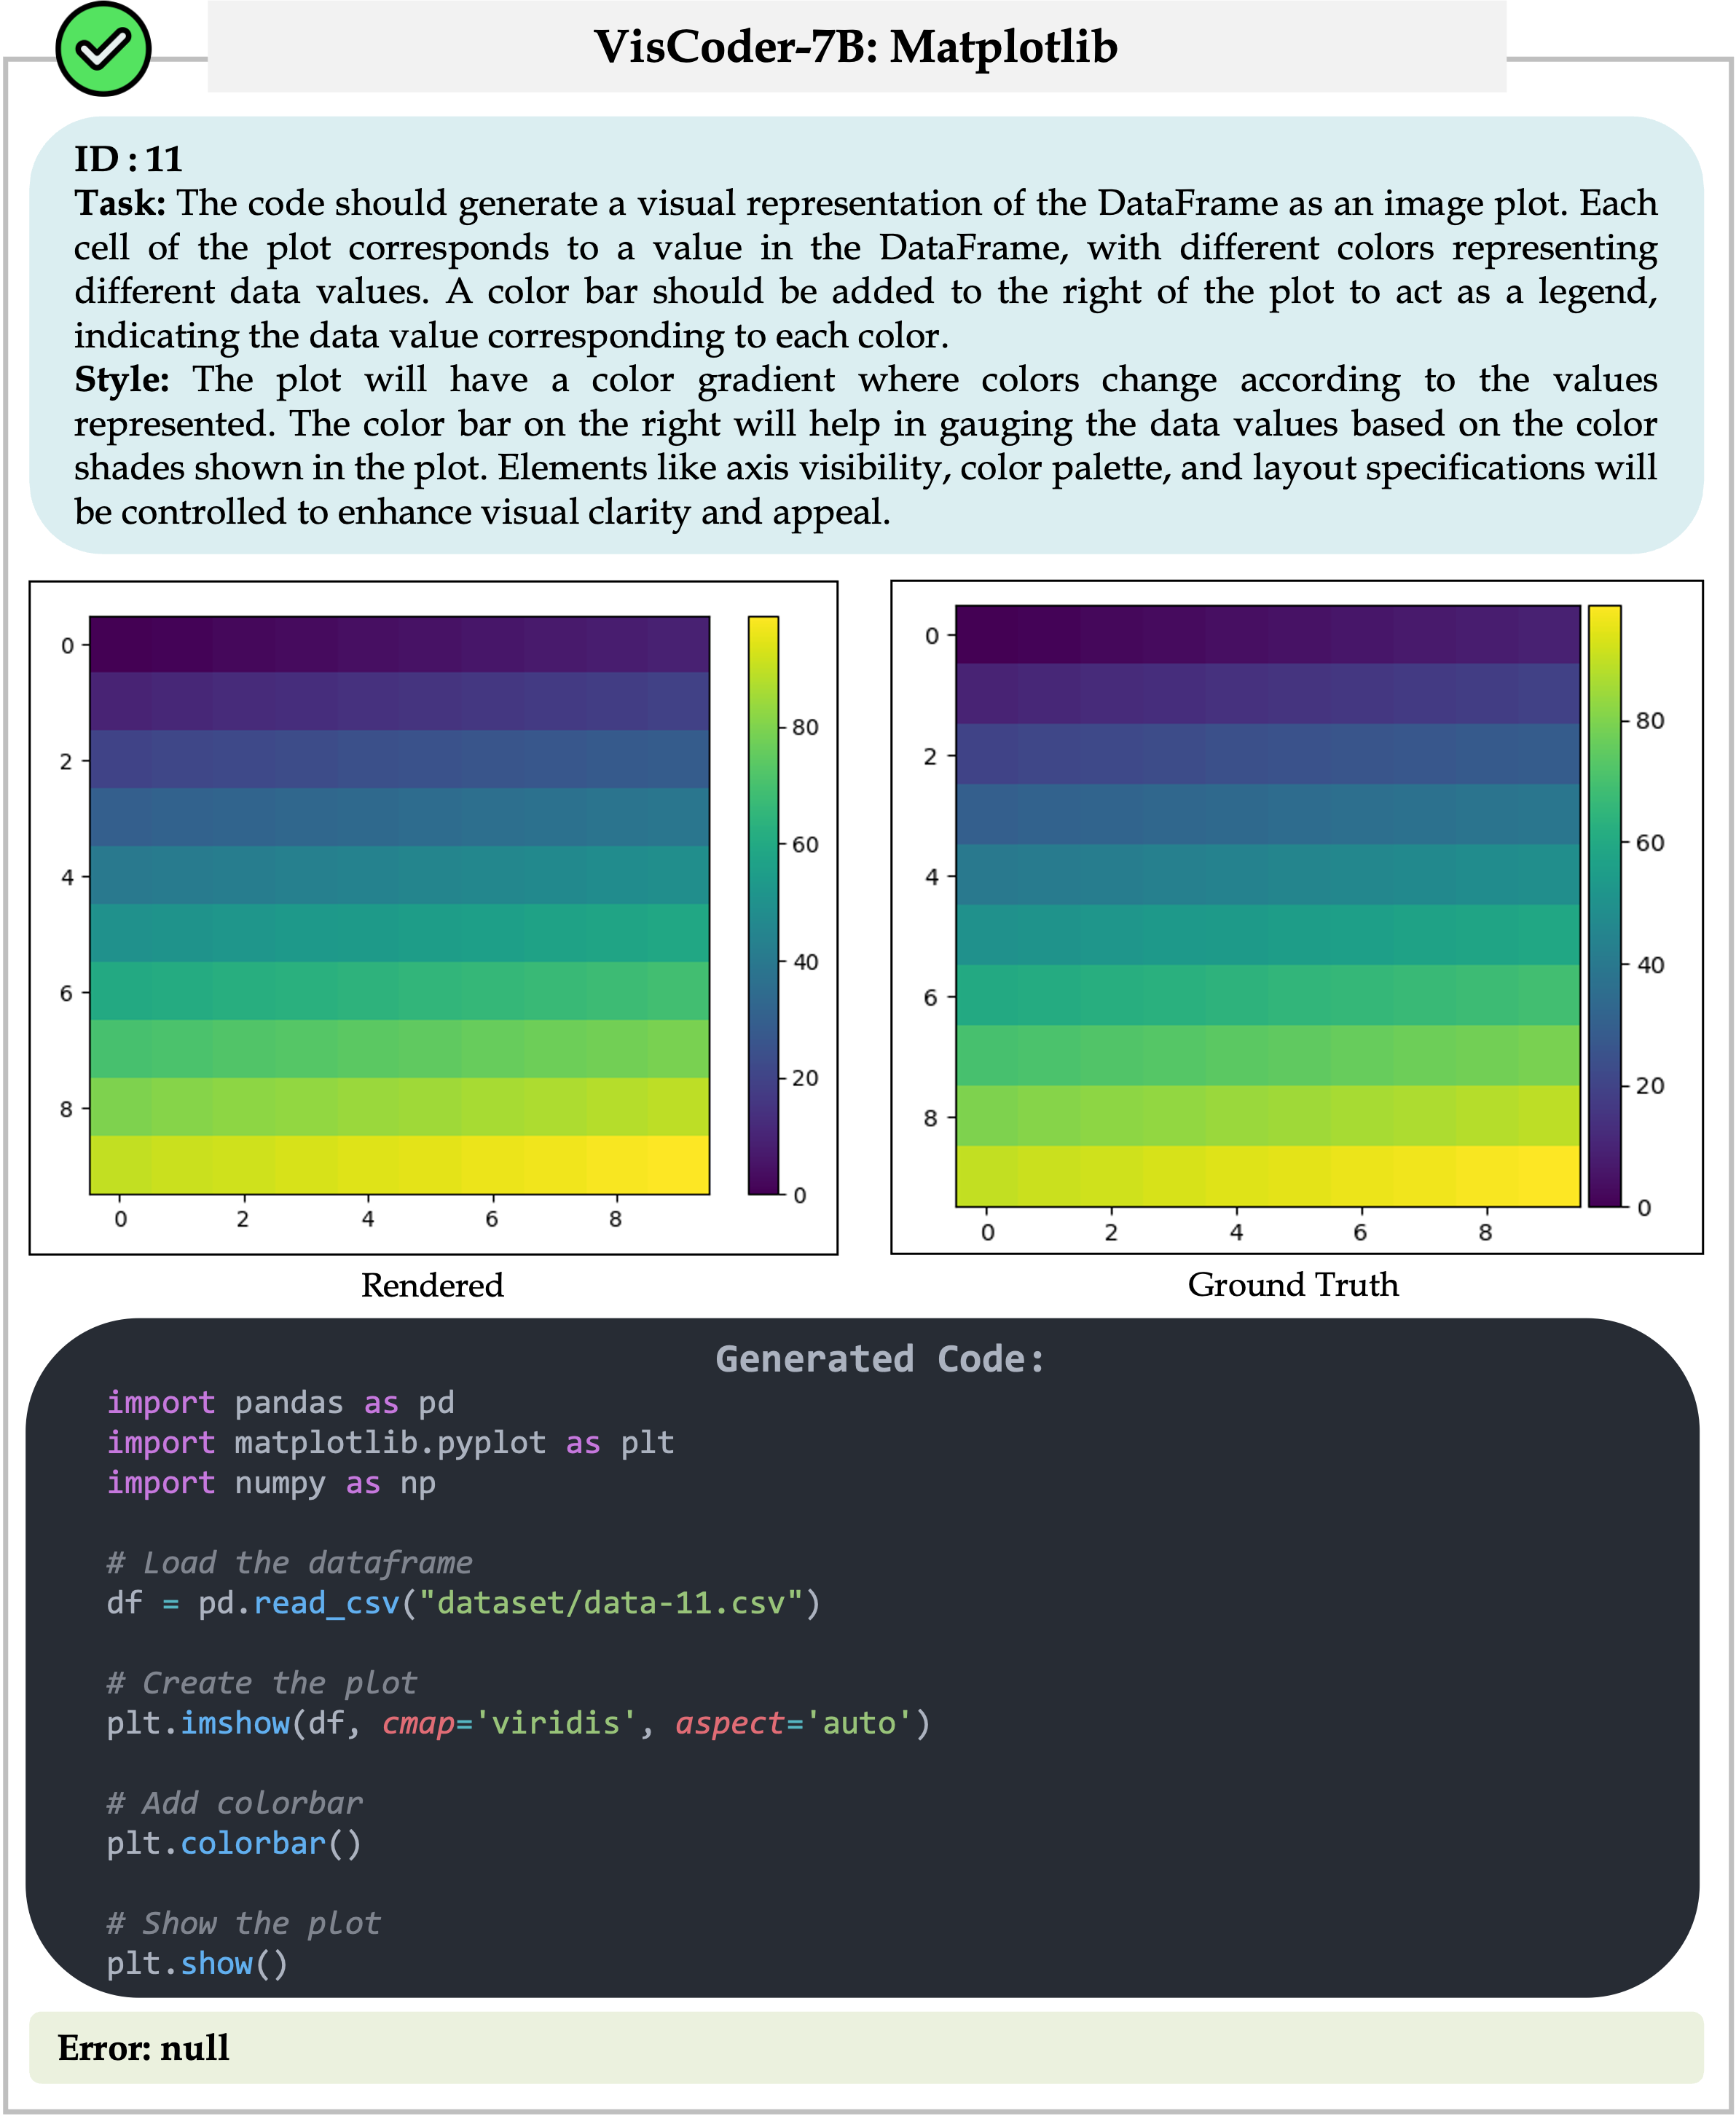 VisCoder-7B: Matplotlib
ID : 11
Task: The code should generate a visual representation of the DataFrame as an image plot. Each
cell of the plot corresponds to a value in the DataFrame, with different colors representing
different data values. A color bar should be added to the right of the plot to act as a legend,
indicating the data value corresponding to each color.
Style: The plot will have a color gradient where colors change according to the values
represented. The color bar on the right will help in gauging the data values based on the color
shades shown in the plot. Elements like axis visibility, color palette, and layout specifications will
be controlled to enhance visual clarity and appeal.
0
2
4
6
8
0 2 4 6 8
80
60
40
20
0
Rendered
0
2
4
6
8
0 2 4 6 8
80
60
40
20
0
Ground Truth
Generated Code:
import pandas as pd
import matplotlib.pyplot as plt
import numpy as np
# Load the dataframe
df = pd.read_csv("dataset/data-11.csv")
# Create the plot
plt.imshow(df, cmap='viridis', aspect='auto')
# Add colorbar
plt.colorbar()
# Show the plot
plt.show()
Error: null